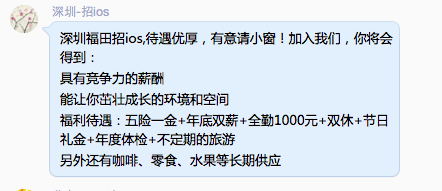 深圳-招ios
深圳福田招ios,待遇优厚，有意请小窗！加入我们，你将会
得到：
具有竞争力的薪酬
能让你茁壮成长的环境和空间
福利待遇：五险一金+年底双薪+全勤1000元+双休+节日
礼金+年度体检+不定期的旅游
另外还有咖啡、零食、水果等长期供应